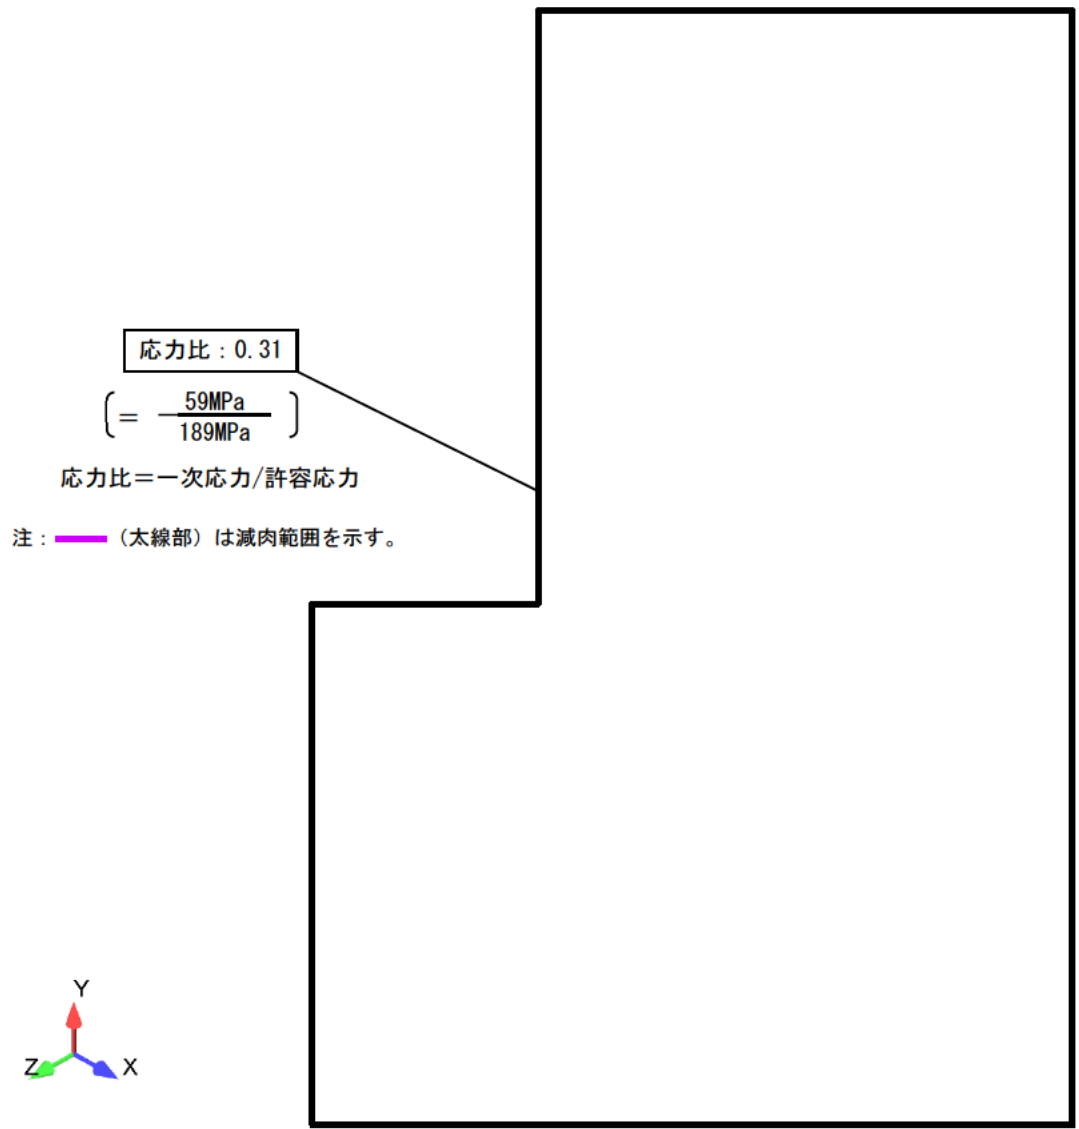 応力比：0.31
(= 59MPa/189MPa)
応力比＝一次応力/許容応力
注：（太線部）は減肉範囲を示す。
Y
Z X